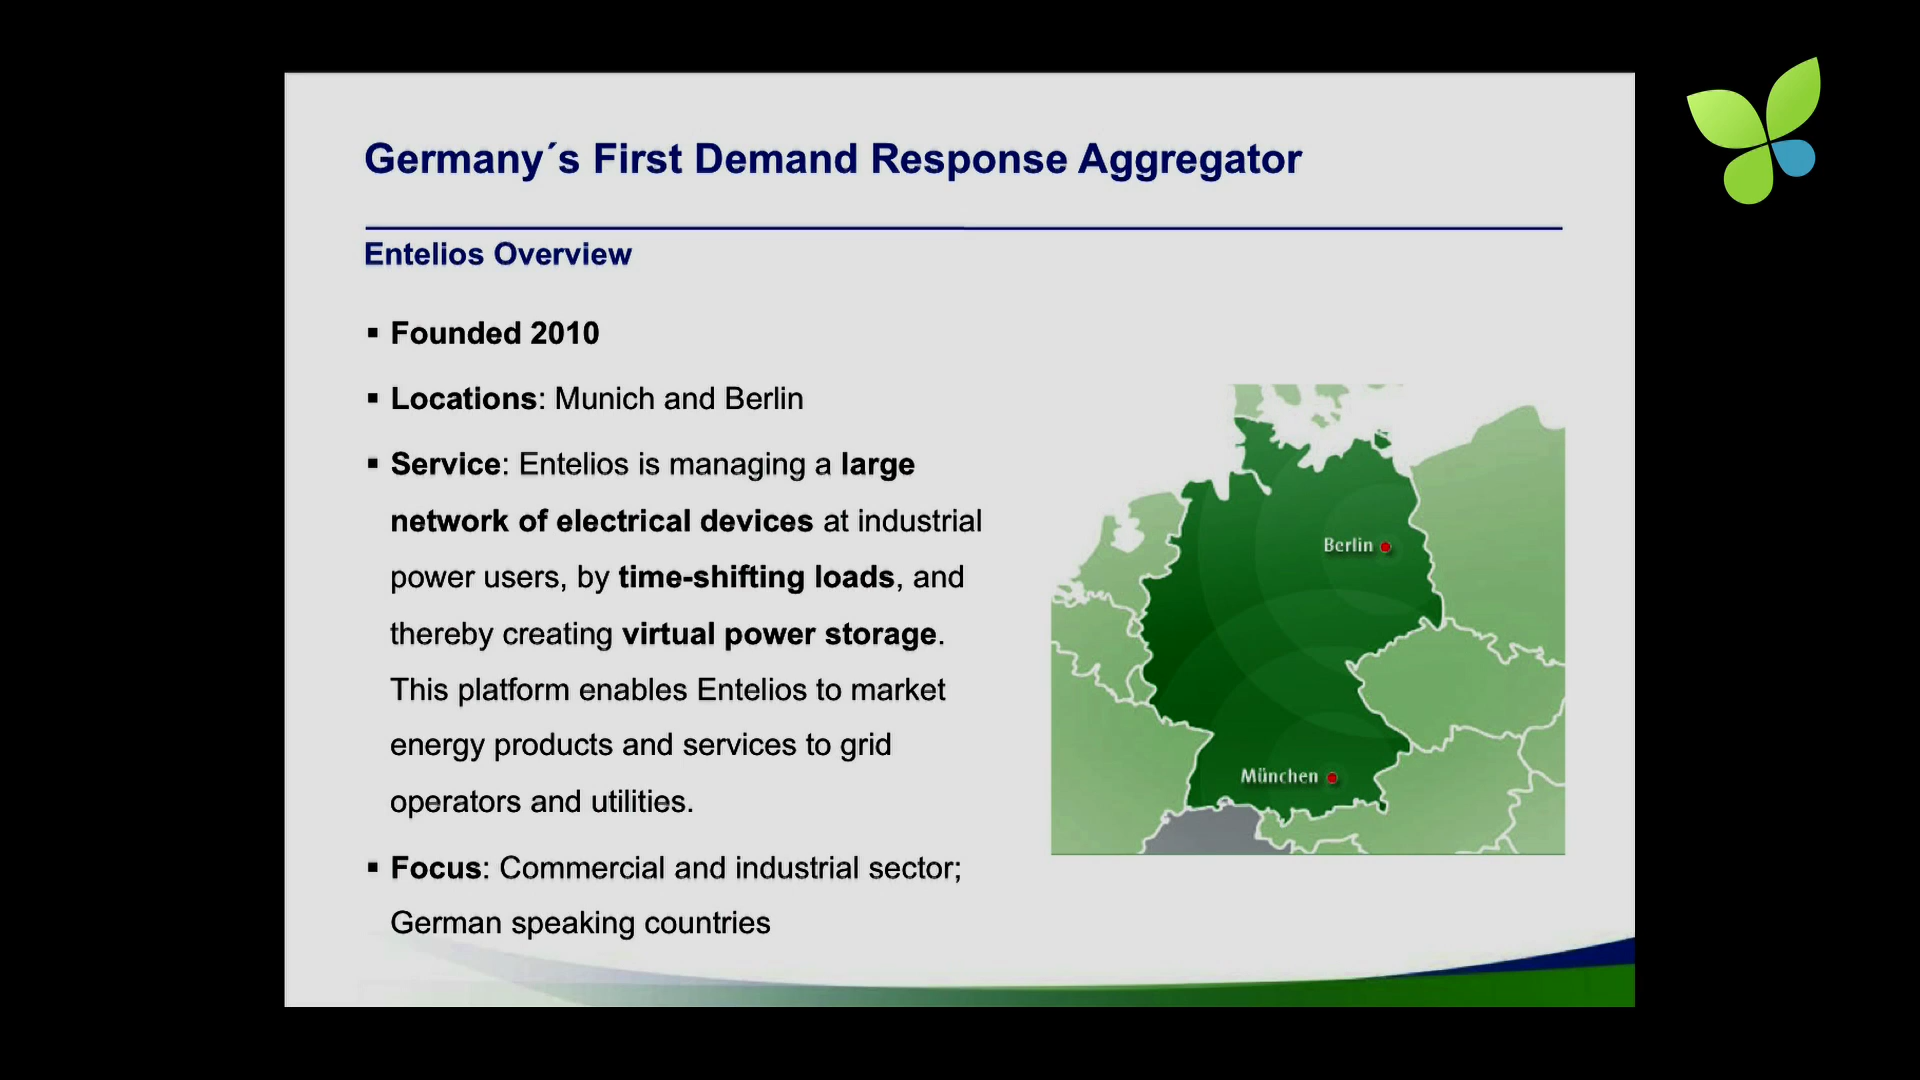 Germany´s First Demand Response Aggregator
Entelios Overview
▪ Founded 2010
▪ Locations: Munich and Berlin
▪ Service: Entelios is managing a large
network of electrical devices at industrial
power users, by time-shifting loads, and
thereby creating virtual power storage.
This platform enables Entelios to market
energy products and services to grid
operators and utilities.
▪ Focus: Commercial and industrial sector;
German speaking countries
Berlin
München